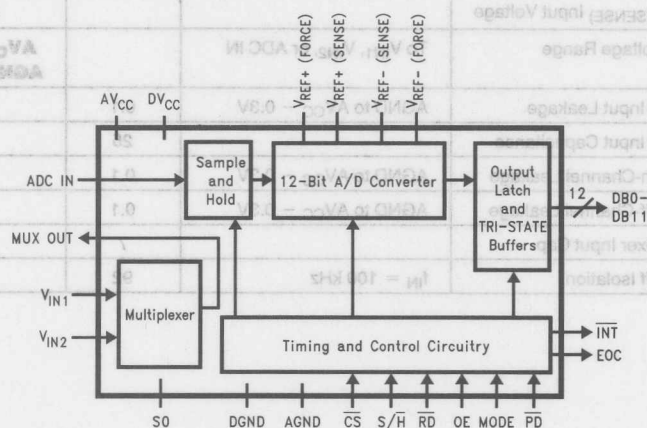 VREF+ (FORCE)
VREF+ (SENSE)
VREF- (SENSE)
VREF- (FORCE)
AVCC
DVCC
ADC IN
Sample
and
Hold
12-Bit A/D Converter
Output
Latch
and
TRI-STATE
Buffers
12
DB0-
DB11
MUX OUT
VIN1
VIN2
Multiplexer
Timing and Control Circuitry
INT
EOC
S0
DGND
AGND
CS
S/H
RD
OE
MODE
PD